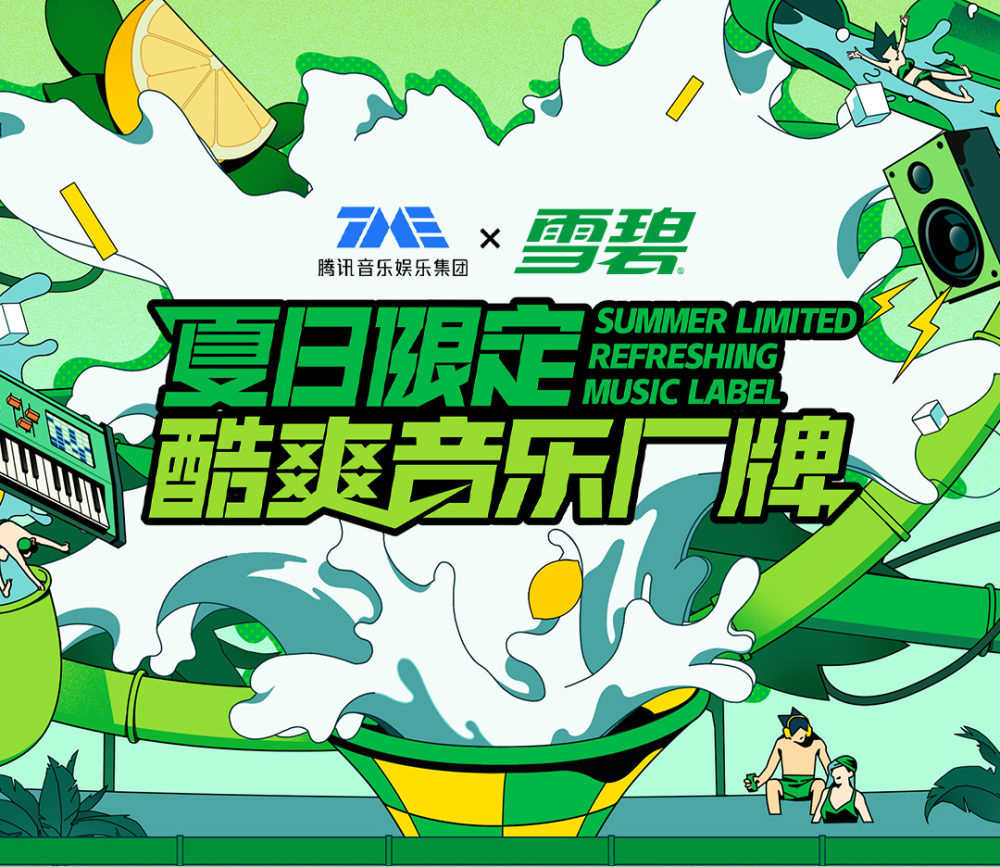 TME × 雪碧®
腾讯音乐娱乐集团
夏日限定
SUMMER LIMITED
REFRESHING
MUSIC LABEL
酷爽音乐厂牌